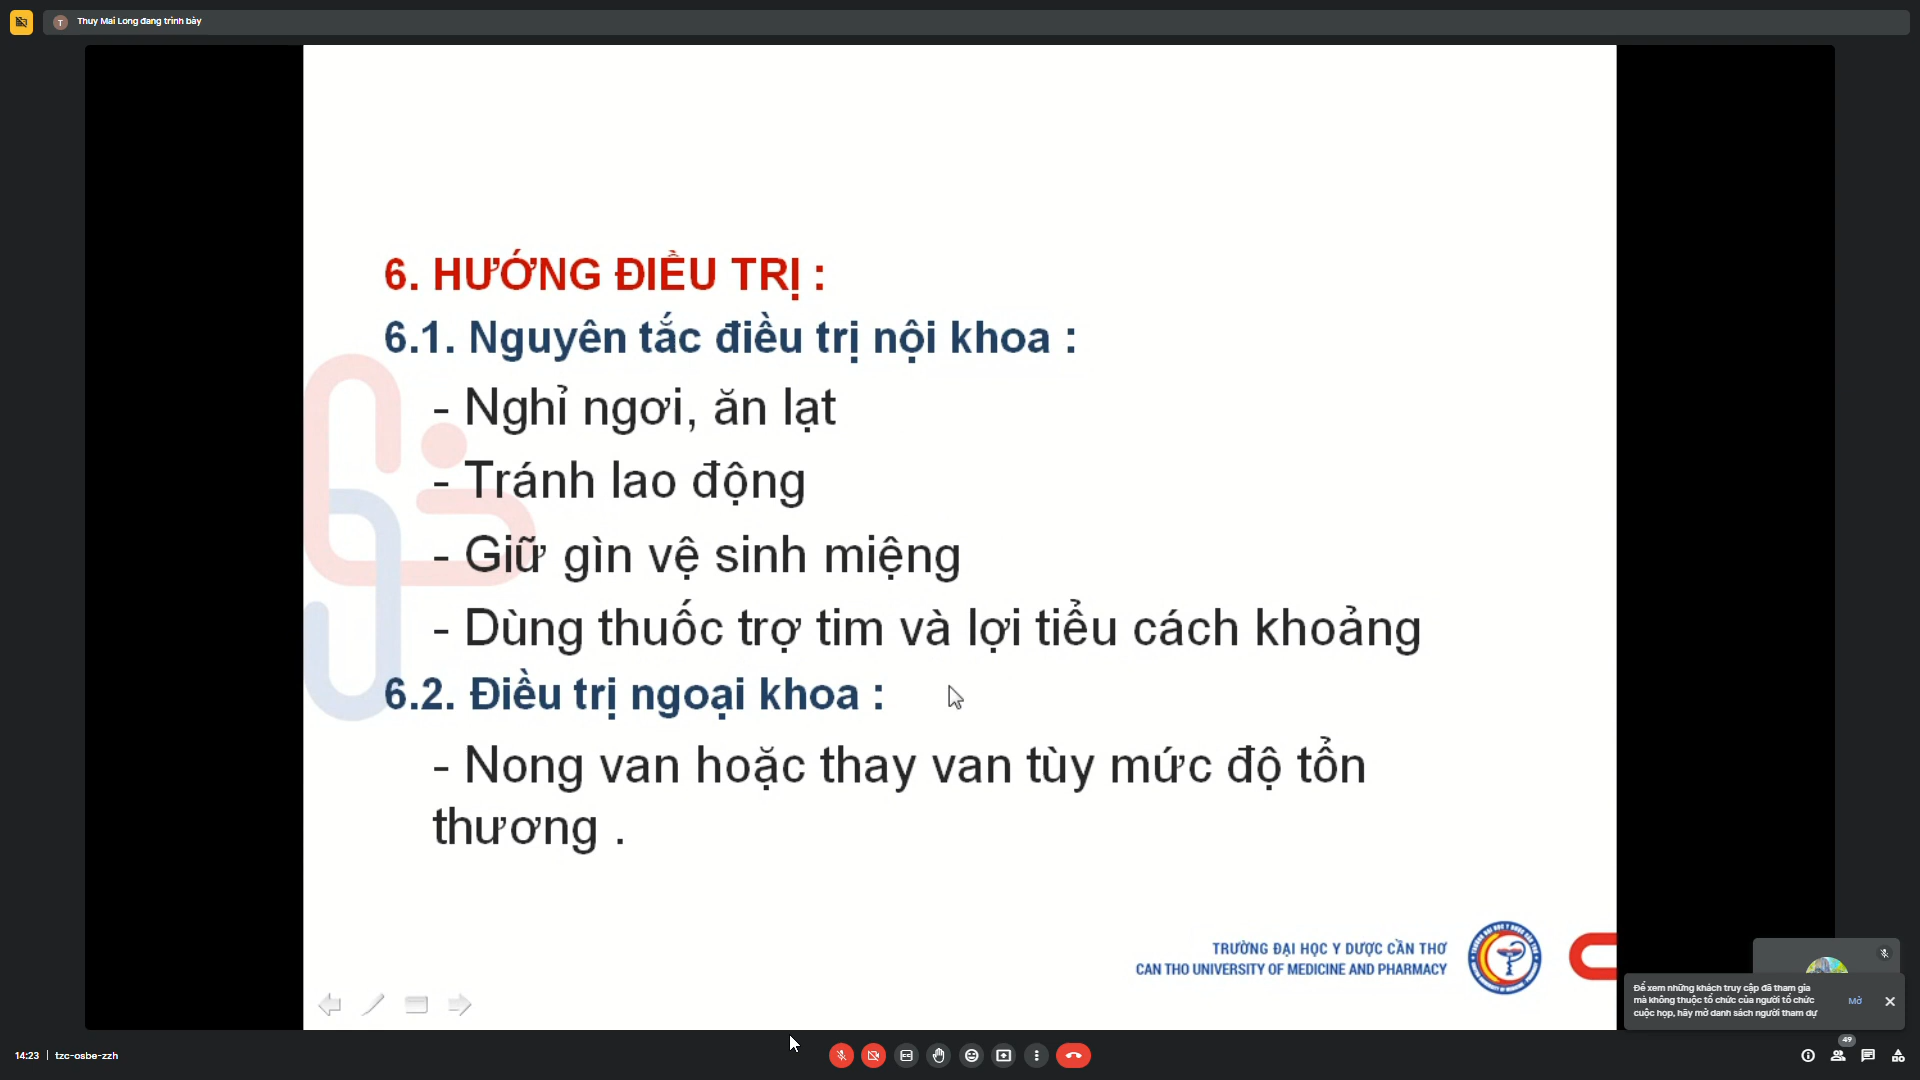 T Thuy Mai Long đang trình bày
6. HƯỚNG ĐIỀU TRỊ :
6.1. Nguyên tắc điều trị nội khoa :
- Nghỉ ngơi, ăn lạt
- Tránh lao động
- Giữ gìn vệ sinh miệng
- Dùng thuốc trợ tim và lợi tiểu cách khoảng
6.2. Điều trị ngoại khoa :
- Nong van hoặc thay van tùy mức độ tổn
thương .
TRƯỜNG ĐẠI HỌC Y DƯỢC CẦN THƠ
CAN THO UNIVERSITY OF MEDICINE AND PHARMACY
Để xem những khách truy cập đã tham gia
mà không thuộc tổ chức của người tổ chức
cuộc họp, hãy mở danh sách người tham dự
Mở
14:23 | tzc-osbe-zzh
49